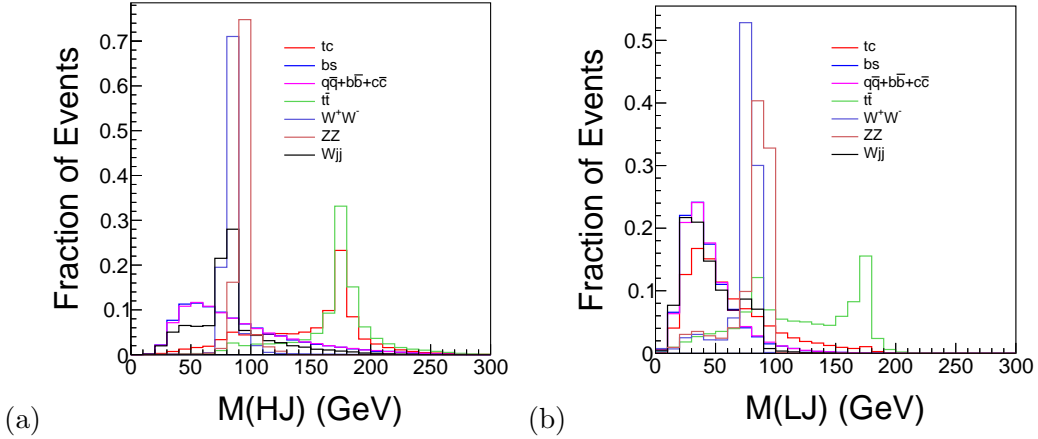 Fraction of Events
0.7
0.6
0.5
0.4
0.3
0.2
0.1
0
tc
bs
qq̅+bb̅+cc̅
tt̅
W⁺W⁻
ZZ
Wjj
0 50 100 150 200 250 300
M(HJ) (GeV)
(a)
Fraction of Events
0.5
0.4
0.3
0.2
0.1
0
tc
bs
qq̅+bb̅+cc̅
tt̅
W⁺W⁻
ZZ
Wjj
0 50 100 150 200 250 300
M(LJ) (GeV)
(b)